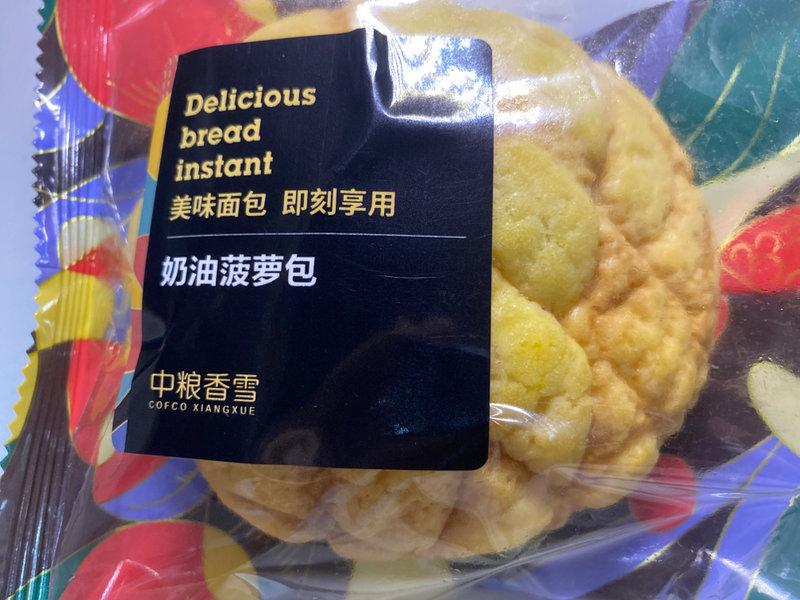 Delicious
bread
instant
美味面包 即刻享用
奶油菠萝包
中粮香雪
COFCO XIANGXUE